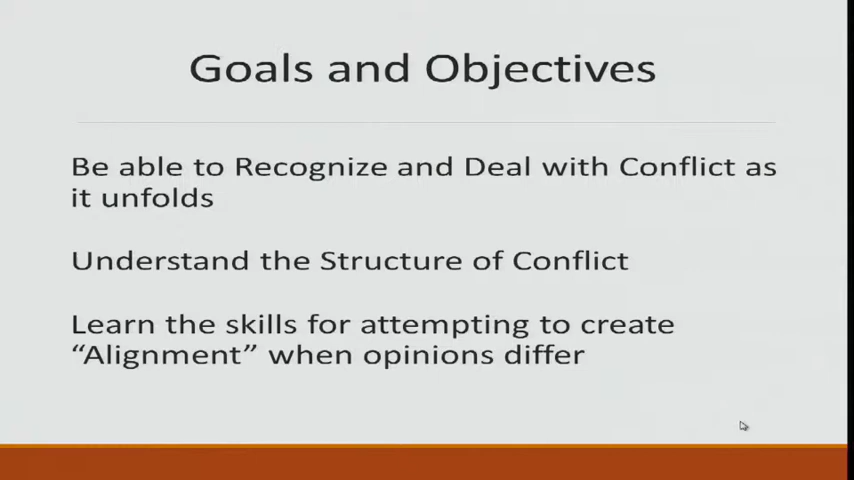 Goals and Objectives
Be able to Recognize and Deal with Conflict as
it unfolds
Understand the Structure of Conflict
Learn the skills for attempting to create
“Alignment” when opinions differ